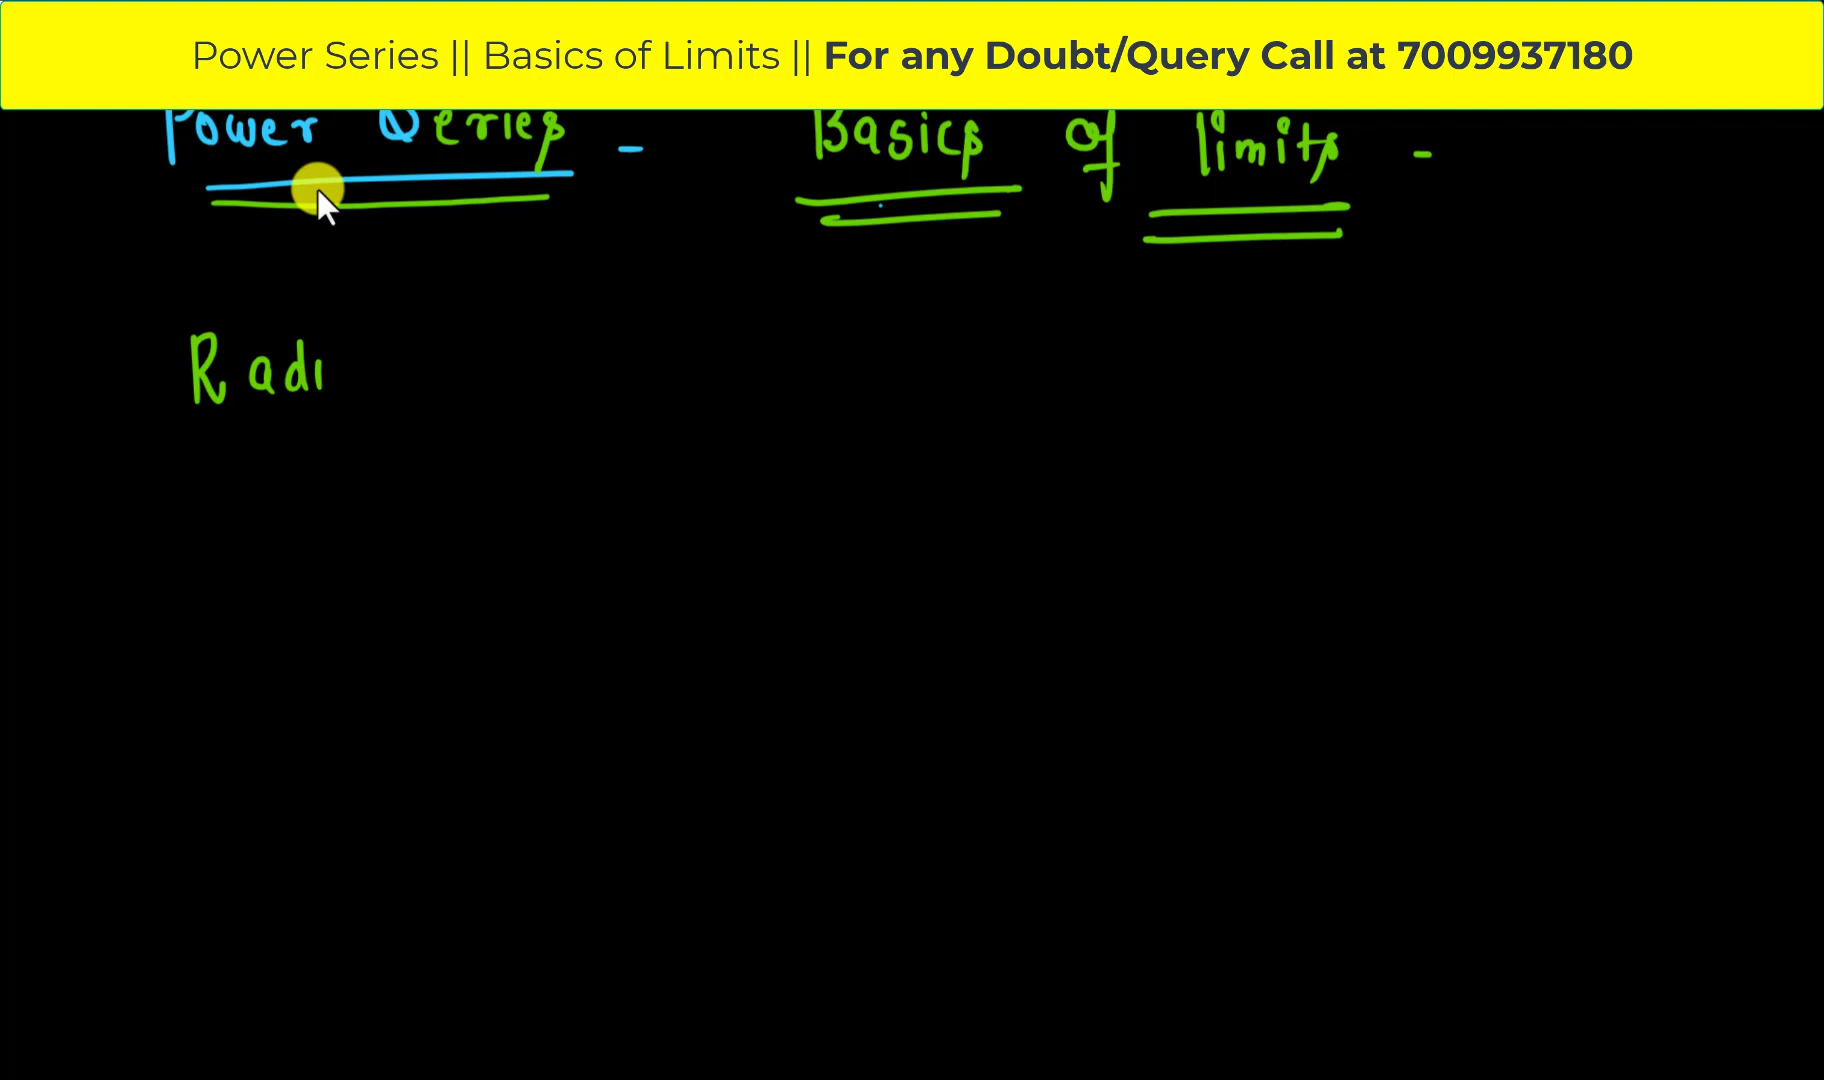 Power Series || Basics of Limits || For any Doubt/Query Call at 7009937180
Power Series - Basics of limits -
Radi